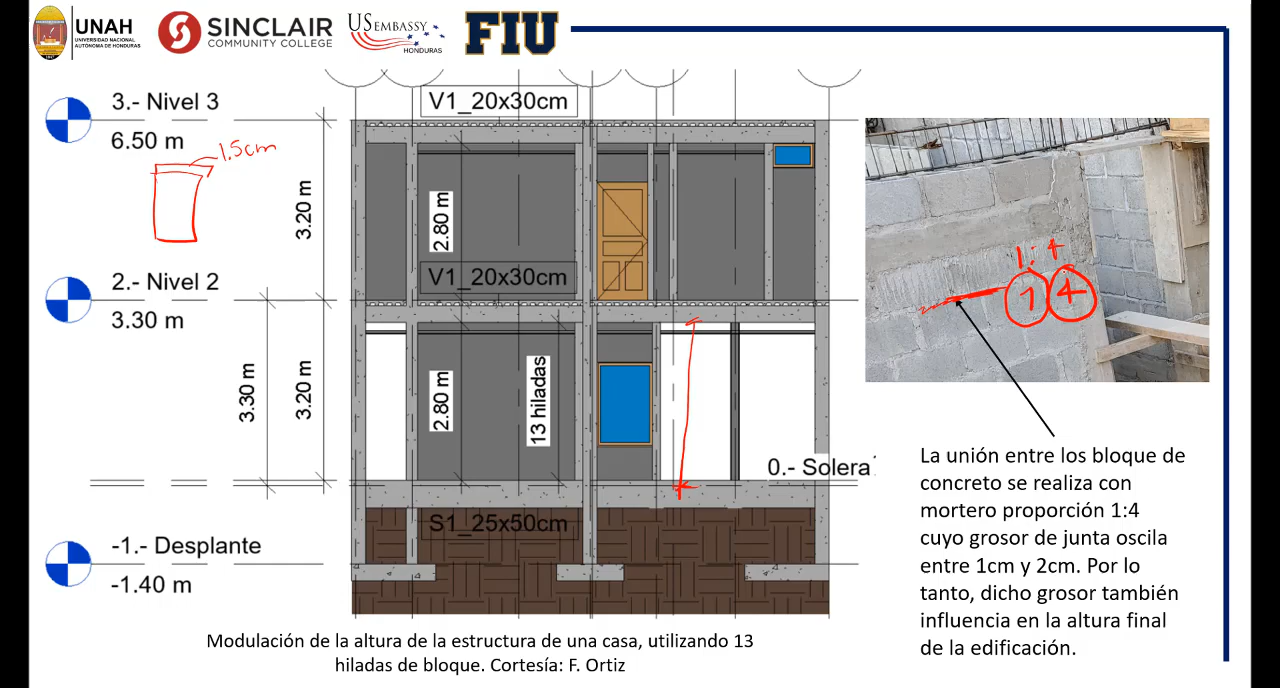 UNAH
UNIVERSIDAD NACIONAL
AUTÓNOMA DE HONDURAS
SINCLAIR
COMMUNITY COLLEGE
US EMBASSY
HONDURAS
FIU
3.- Nivel 3
6.50 m
1.5cm
V1_20x30cm
3.20 m
2.80 m
2.- Nivel 2
3.30 m
V1_20x30cm
3.30 m
3.20 m
2.80 m
13 hiladas
0.- Solera
S1_25x50cm
-1.- Desplante
-1.40 m
1:4
1 4
La unión entre los bloque de
concreto se realiza con
mortero proporción 1:4
cuyo grosor de junta oscila
entre 1cm y 2cm. Por lo
tanto, dicho grosor también
influencia en la altura final
de la edificación.
Modulación de la altura de la estructura de una casa, utilizando 13
hiladas de bloque. Cortesía: F. Ortiz